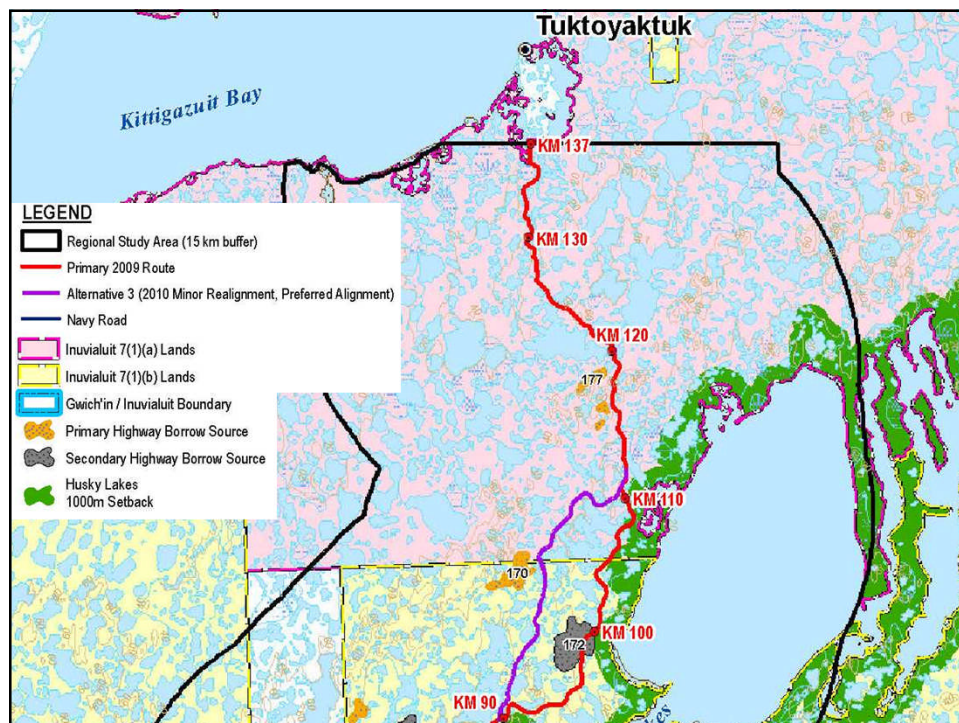 Tuktoyaktuk
Kittigazuit Bay
KM 137
LEGEND
Regional Study Area (15 km buffer)
Primary 2009 Route
Alternative 3 (2010 Minor Realignment, Preferred Alignment)
Navy Road
Inuvialuit 7(1)(a) Lands
Inuvialuit 7(1)(b) Lands
Gwich'in / Inuvialuit Boundary
Primary Highway Borrow Source
Secondary Highway Borrow Source
Husky Lakes
1000m Setback
KM 130
KM 120
177
KM 110
170
KM 100
172
KM 90
kes